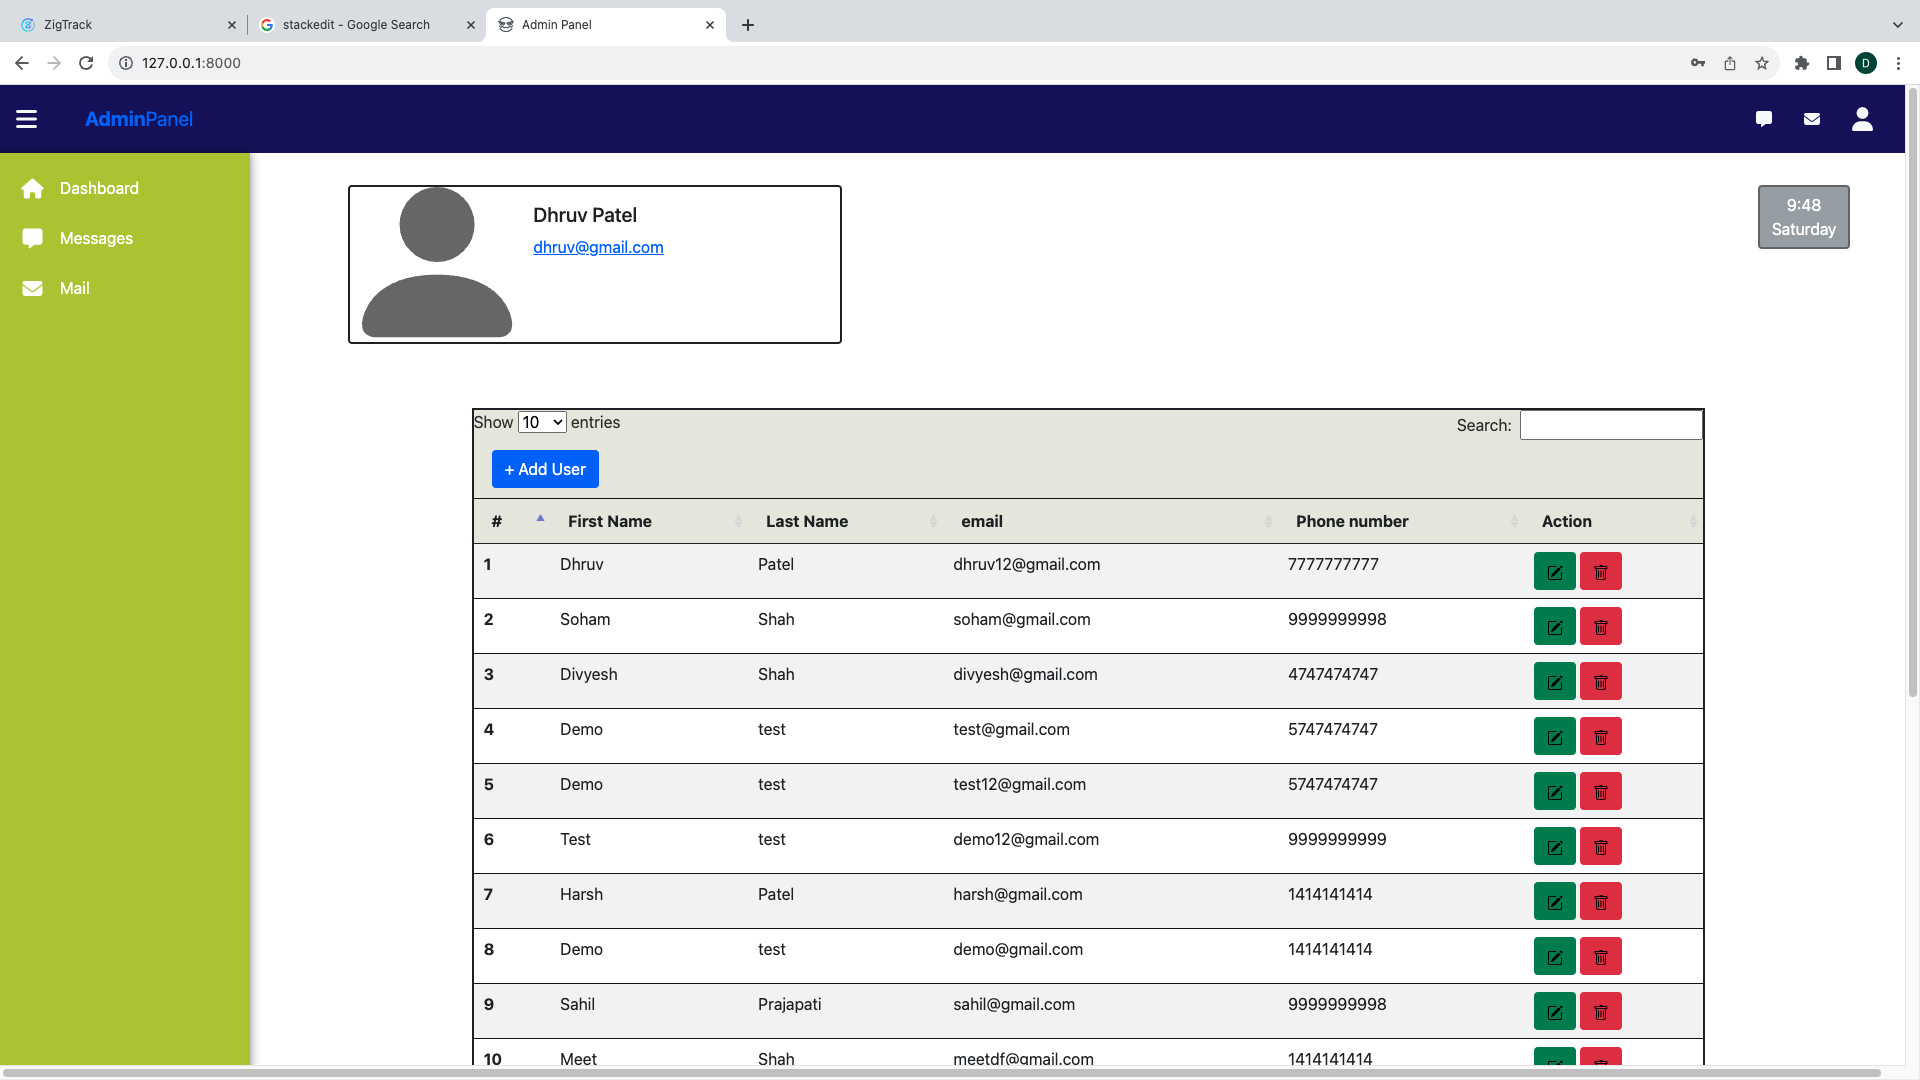 ZigTrack
stackedit - Google Search
Admin Panel
127.0.0.1:8000
D
AdminPanel
Dashboard
Messages
Mail
Dhruv Patel
dhruv@gmail.com
9:48
Saturday
Show 10 entries
Search:
+ Add User
# First Name Last Name email Phone number Action
1 Dhruv Patel dhruv12@gmail.com 7777777777
2 Soham Shah soham@gmail.com 9999999998
3 Divyesh Shah divyesh@gmail.com 4747474747
4 Demo test test@gmail.com 5747474747
5 Demo test test12@gmail.com 5747474747
6 Test test demo12@gmail.com 9999999999
7 Harsh Patel harsh@gmail.com 1414141414
8 Demo test demo@gmail.com 1414141414
9 Sahil Prajapati sahil@gmail.com 9999999998
10 Meet Shah meetdf@gmail.com 1414141414